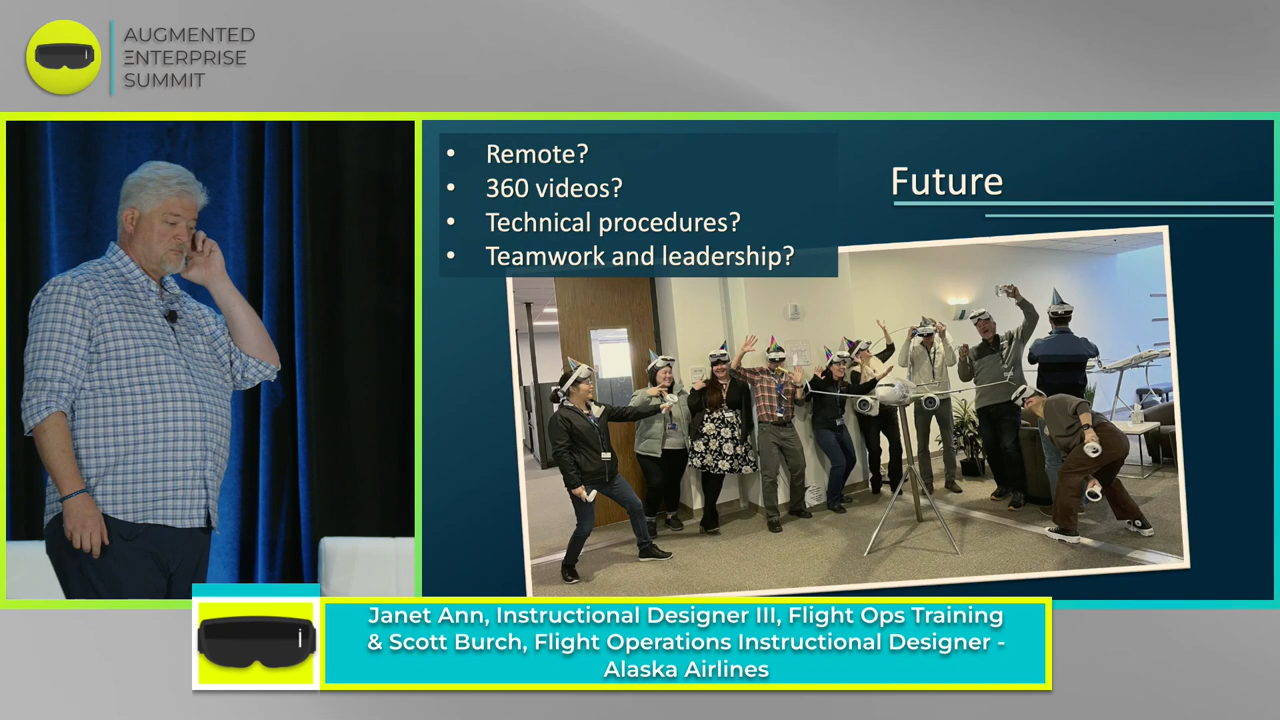 AUGMENTED
ENTERPRISE
SUMMIT
• Remote?
• 360 videos?
• Technical procedures?
• Teamwork and leadership?
Future
Janet Ann, Instructional Designer III, Flight Ops Training
& Scott Burch, Flight Operations Instructional Designer -
Alaska Airlines